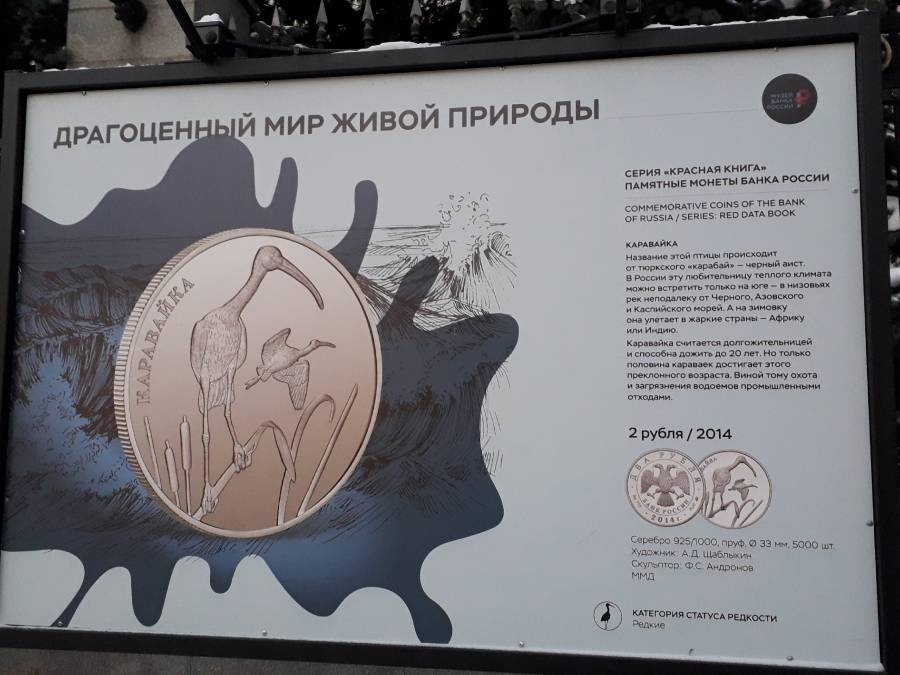 ДРАГОЦЕННЫЙ МИР ЖИВОЙ ПРИРОДЫ
МУЗЕЙ
БАНКА
РОССИИ
СЕРИЯ «КРАСНАЯ КНИГА»
ПАМЯТНЫЕ МОНЕТЫ БАНКА РОССИИ
COMMEMORATIVE COINS OF THE BANK
OF RUSSIA / SERIES: RED DATA BOOK
КАРАВАЙКА
КАРАВАЙКА
Название этой птицы происходит
от тюркского «карабай» — черный аист.
В России эту любительницу теплого климата
можно встретить только на юге — в низовьях
рек неподалеку от Черного, Азовского
и Каспийского морей. А на зимовку
она улетает в жаркие страны — Африку
или Индию.
Каравайка считается долгожительницей
и способна дожить до 20 лет. Но только
половина караваек достигает этого
преклонного возраста. Виной тому охота
и загрязнения водоемов промышленными
отходами.
2 рубля / 2014
ДВА РУБЛЯ
БАНК РОССИИ
2014 г.
Серебро 925/1000, пруф, Ø 33 мм, 5000 шт.
Художник: А.Д. Щаблыкин
Скульптор: Ф.С. Андронов
ММД
КАТЕГОРИЯ СТАТУСА РЕДКОСТИ
Редкие